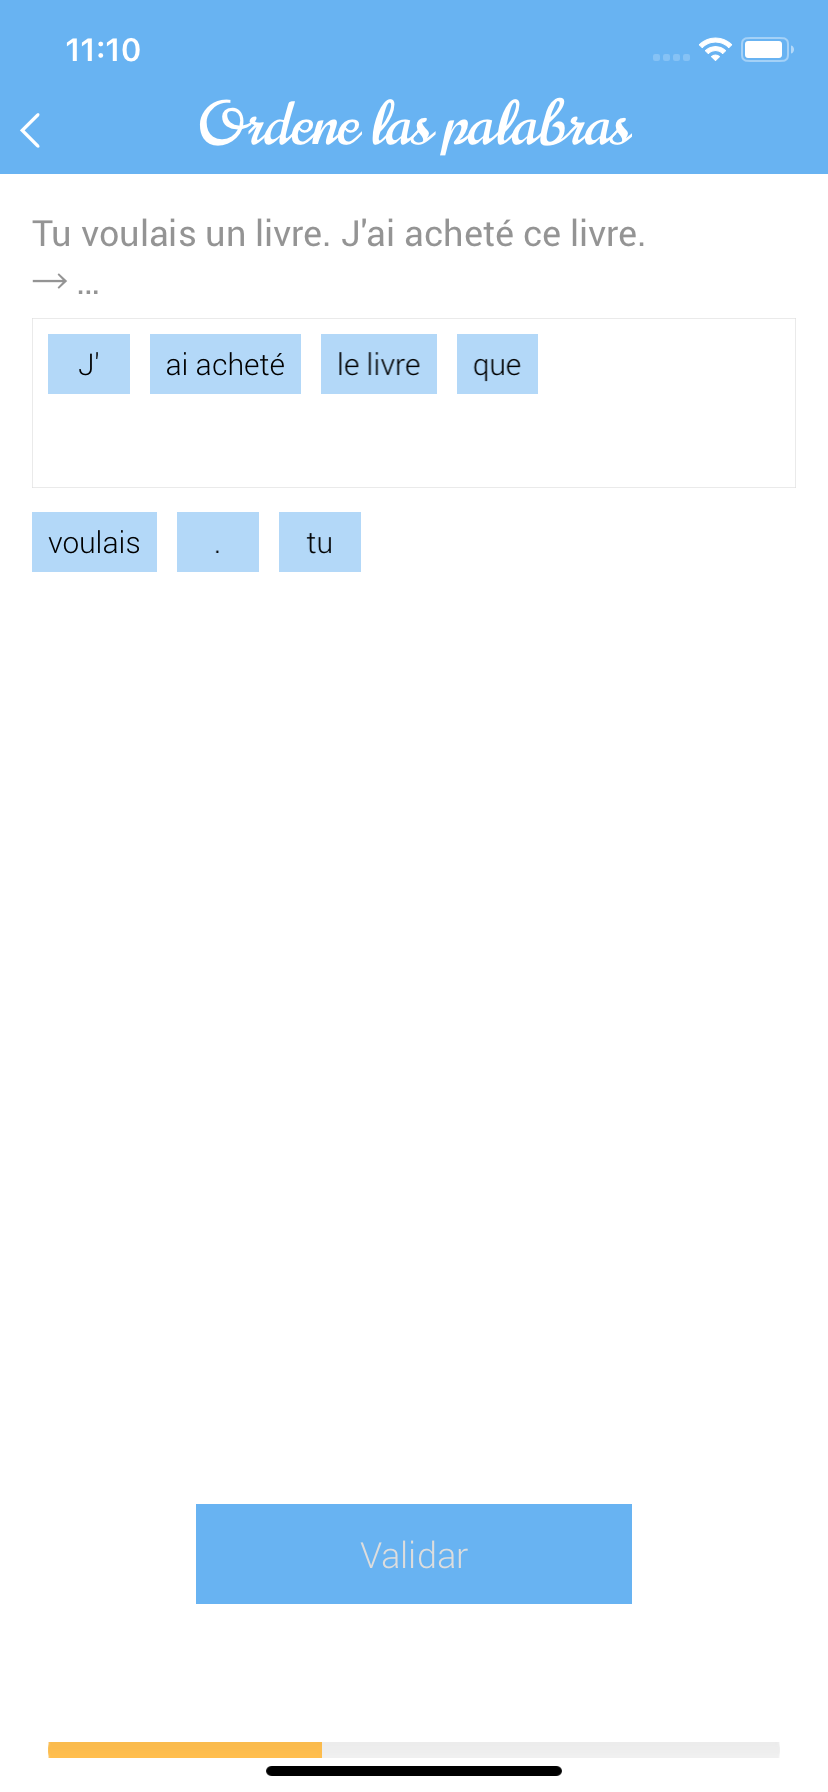 11:10
Ordene las palabras
Tu voulais un livre. J'ai acheté ce livre.
→ ...
J' ai acheté le livre que
voulais . tu
Validar